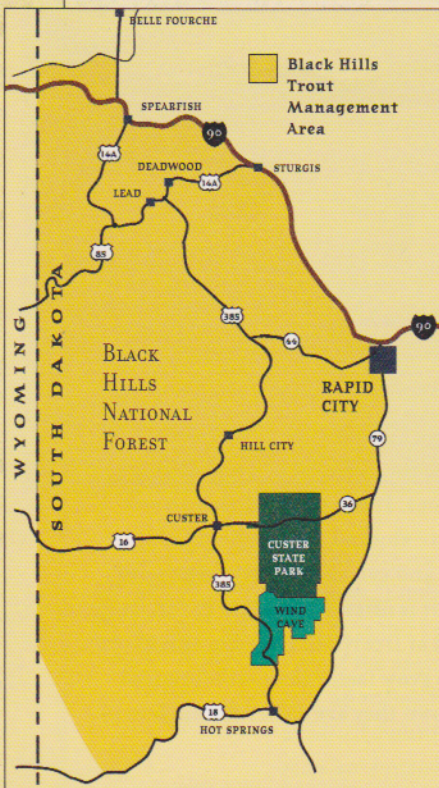 BELLE FOURCHE
Black Hills
Trout
Management
Area
SPEARFISH
90
14A
DEADWOOD
STURGIS
14A
LEAD
85
WYOMING
SOUTH DAKOTA
385
44
90
BLACK
HILLS
NATIONAL
FOREST
RAPID
CITY
HILL CITY
79
36
CUSTER
16
CUSTER
STATE
PARK
385
WIND
CAVE
18
HOT SPRINGS